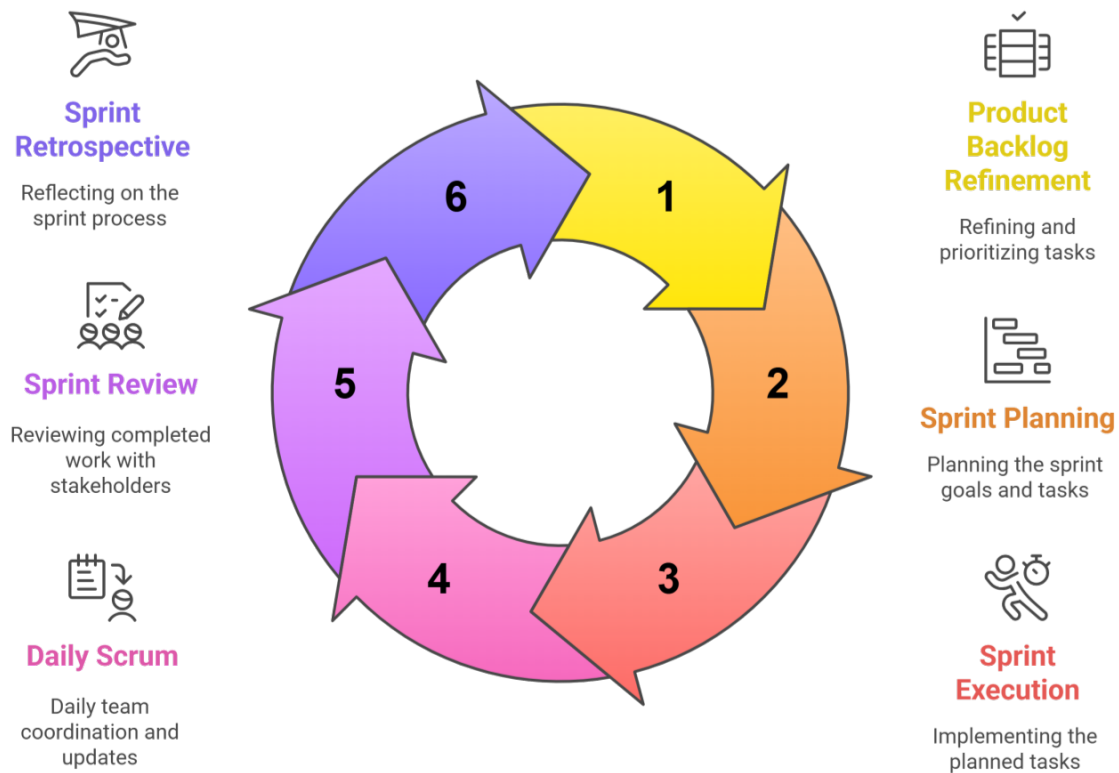 Sprint
Retrospective
Reflecting on the
sprint process
Sprint Review
Reviewing completed
work with
stakeholders
Daily Scrum
Daily team
coordination and
updates
6
1
5
2
4
3
Product
Backlog
Refinement
Refining and
prioritizing tasks
Sprint Planning
Planning the sprint
goals and tasks
Sprint
Execution
Implementing the
planned tasks